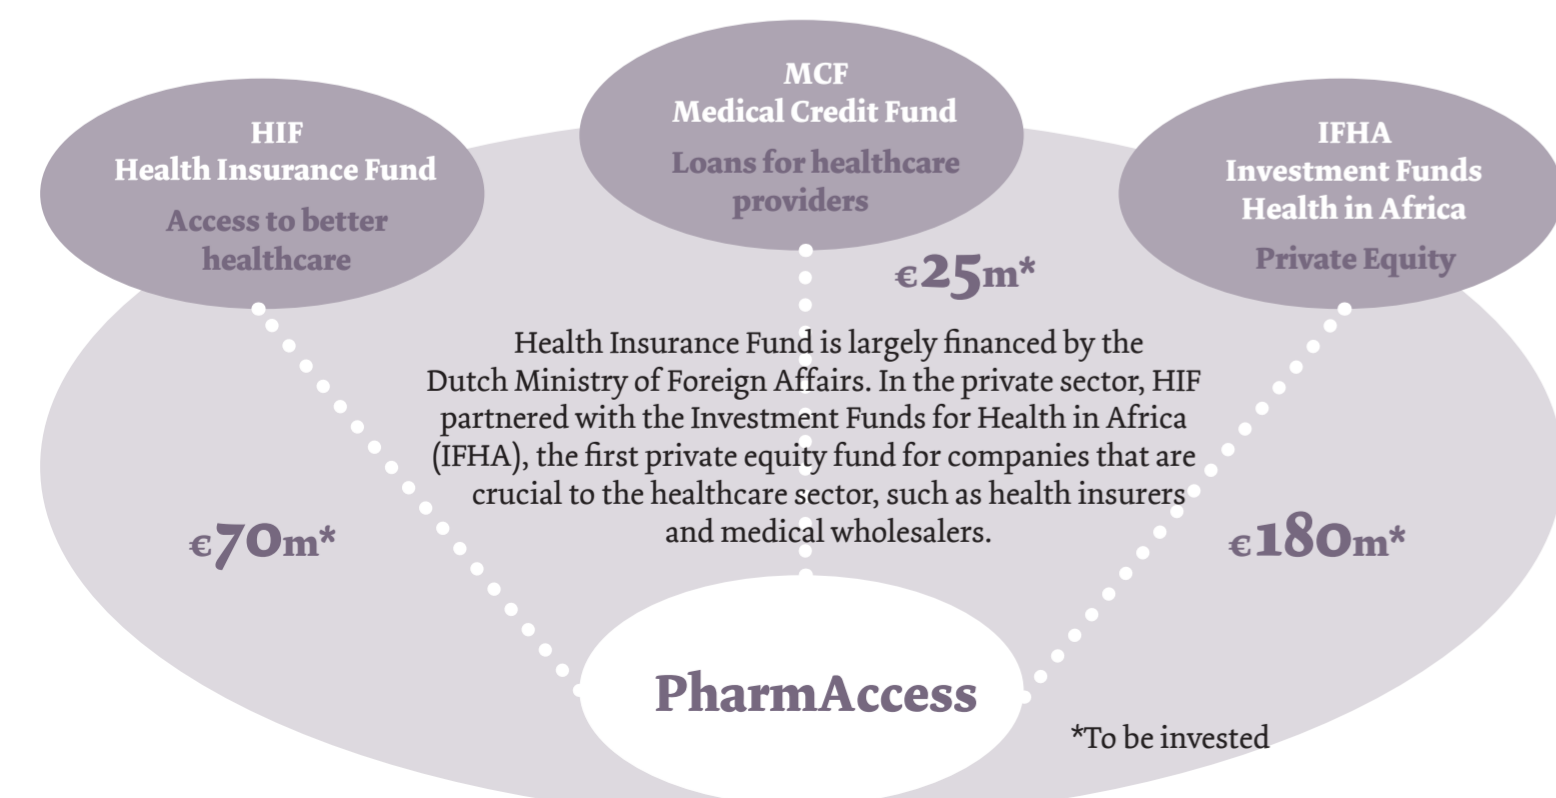 HIF
Health Insurance Fund
Access to better
healthcare
MCF
Medical Credit Fund
Loans for healthcare
providers
IFHA
Investment Funds
Health in Africa
Private Equity
€25m*
Health Insurance Fund is largely financed by the
Dutch Ministry of Foreign Affairs. In the private sector, HIF
partnered with the Investment Funds for Health in Africa
(IFHA), the first private equity fund for companies that are
crucial to the healthcare sector, such as health insurers
and medical wholesalers.
€70m*
€180m*
PharmAccess
*To be invested